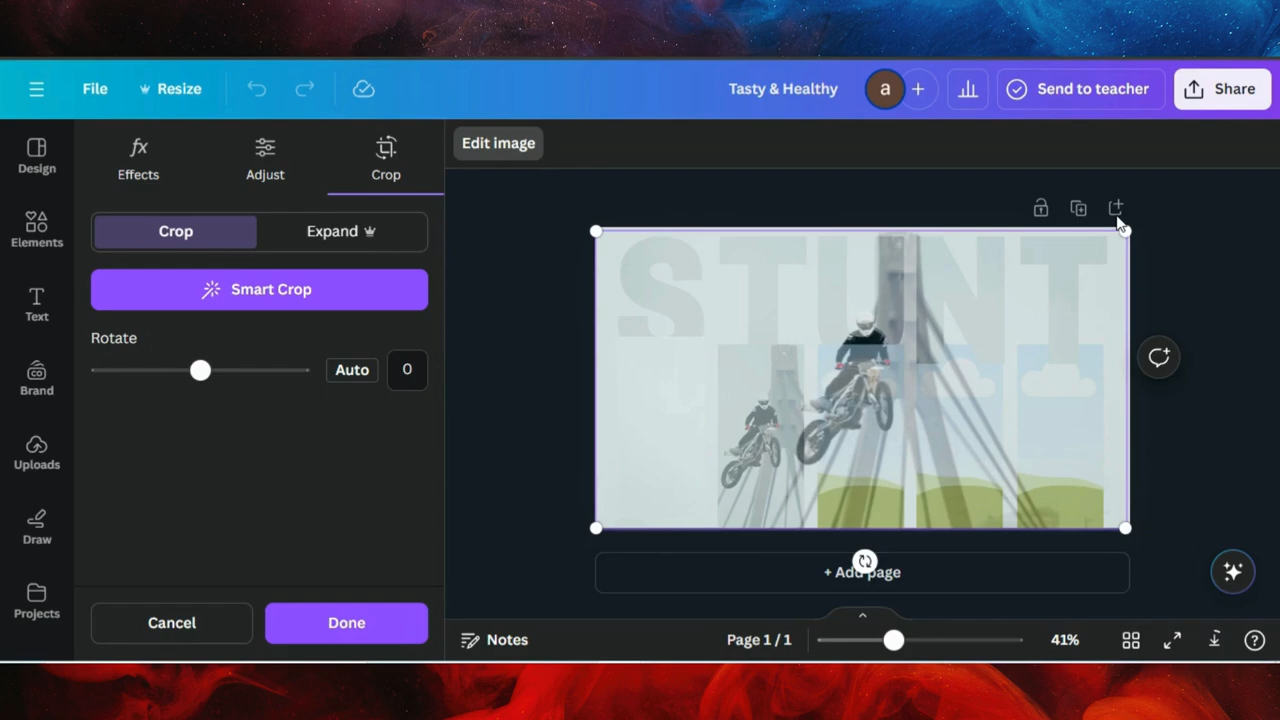 File
Resize
Tasty & Healthy
a
+
Send to teacher
Share
Design
Elements
Text
Brand
Uploads
Draw
Projects
fx
Effects
Adjust
Crop
Edit image
Crop
Expand
Smart Crop
Rotate
Auto
0
Cancel
Done
STUNT
+ Add page
Notes
Page 1 / 1
41%